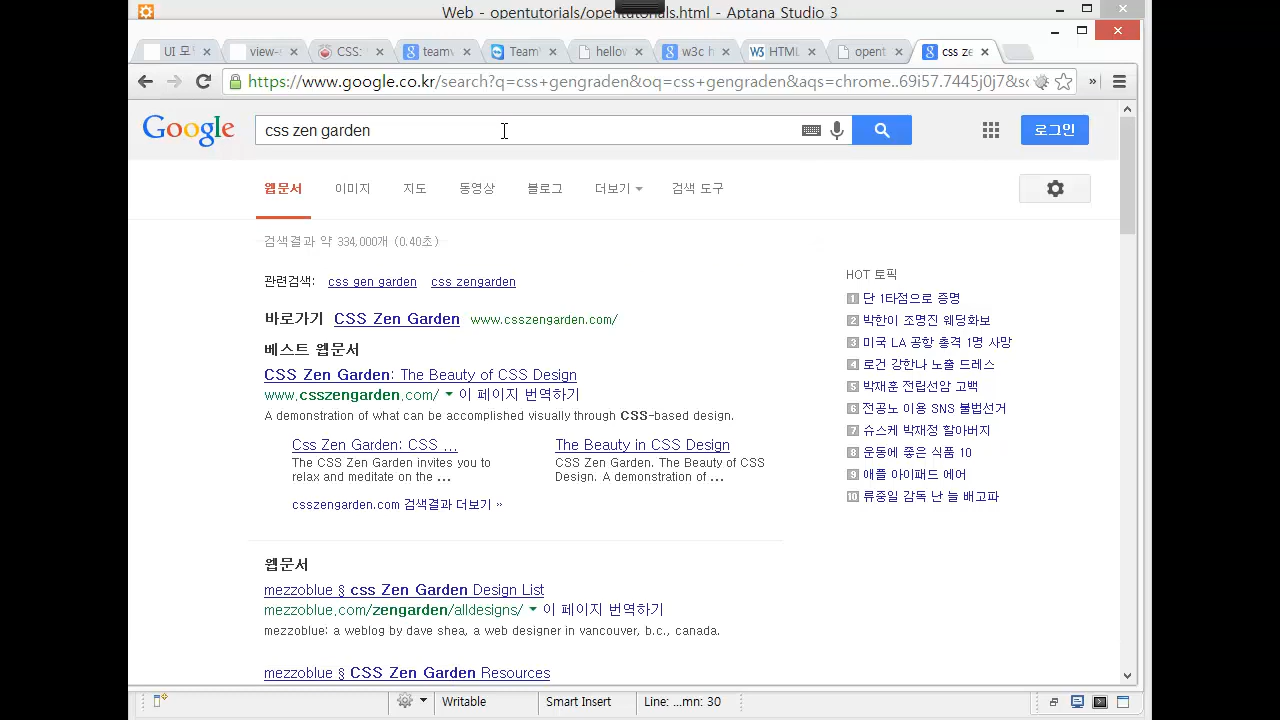 Web - opentutorials/opentutorials.html - Aptana Studio 3
UI 모
view-s
CSS:
teamv
Team
hellov
w3c h
HTML
opent
css ze
https://www.google.co.kr/search?q=css+gengraden&oq=css+gengraden&aqs=chrome..69i57.7445j0j7&s
Google
css zen garden
로그인
웹문서
이미지
지도
동영상
블로그
더보기
검색 도구
검색결과 약 334,000개 (0.40초)
관련검색: css gen garden css zengarden
바로가기 CSS Zen Garden www.csszengarden.com/
베스트 웹문서
CSS Zen Garden: The Beauty of CSS Design
www.csszengarden.com/ 이 페이지 번역하기
A demonstration of what can be accomplished visually through CSS-based design.
Css Zen Garden: CSS ...
The CSS Zen Garden invites you to
relax and meditate on the ...
The Beauty in CSS Design
CSS Zen Garden. The Beauty of CSS
Design. A demonstration of ...
csszengarden.com 검색결과 더보기 »
웹문서
mezzoblue § css Zen Garden Design List
mezzoblue.com/zengarden/alldesigns/ 이 페이지 번역하기
mezzoblue: a weblog by dave shea, a web designer in vancouver, b.c., canada.
mezzoblue § CSS Zen Garden Resources
HOT 토픽
1 단 1타점으로 증명
2 박한이 조명진 웨딩화보
3 미국 LA 공항 총격 1명 사망
4 로건 강한나 노출 드레스
5 박재훈 전립선암 고백
6 전공노 이용 SNS 불법선거
7 슈스케 박재정 할아버지
8 운동에 좋은 식품 10
9 애플 아이패드 에어
10 류중일 감독 난 늘 배고파
Writable
Smart Insert
Line: ...mn: 30